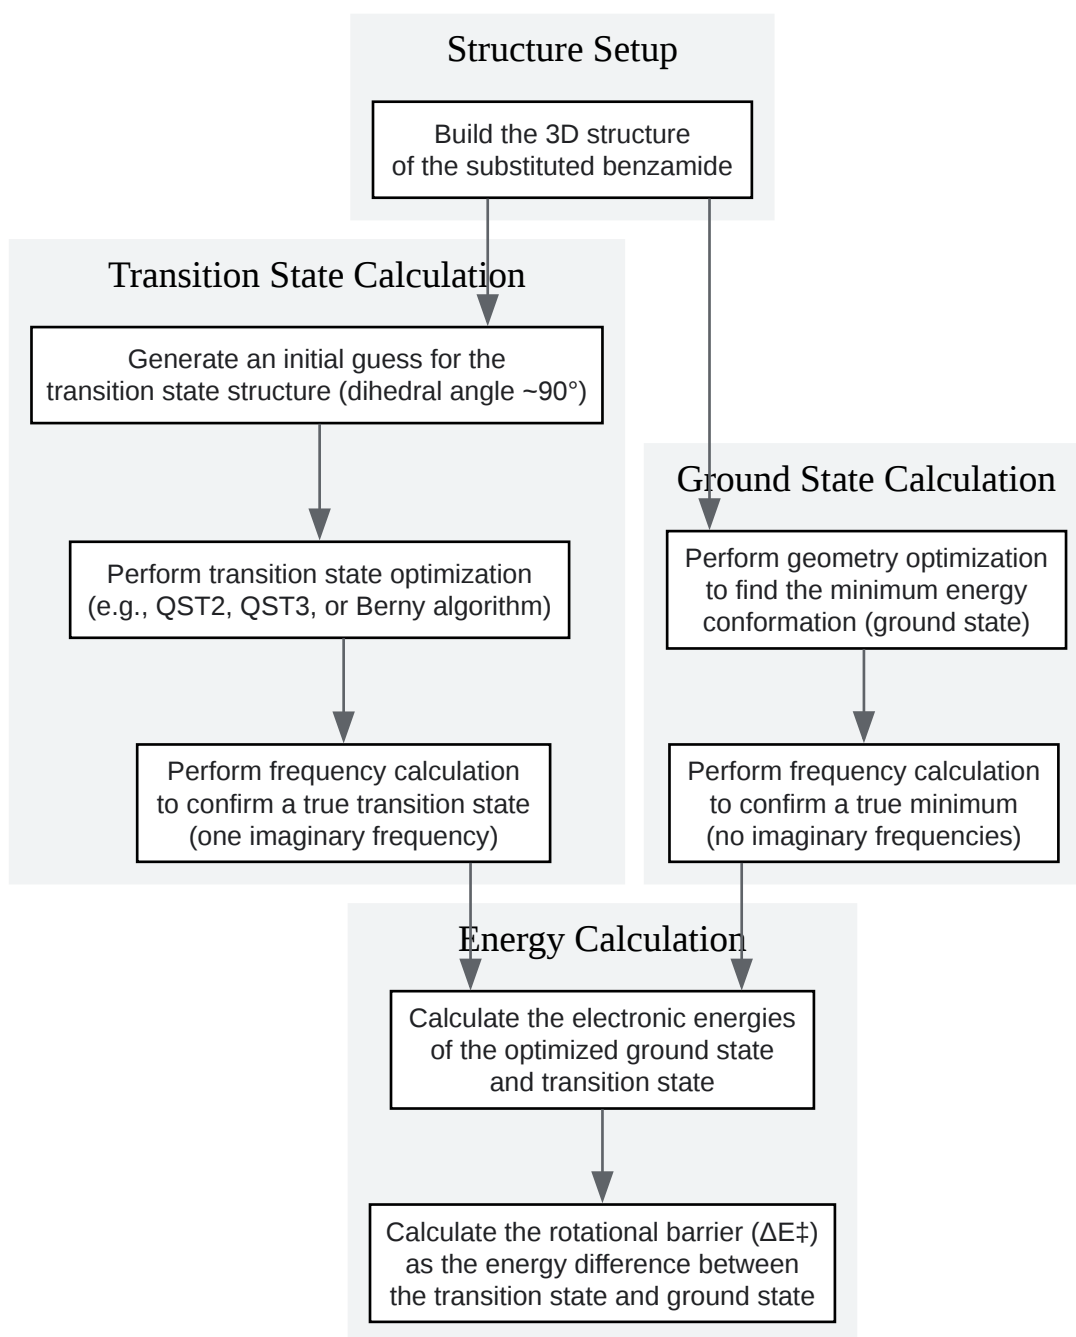 Structure Setup
Build the 3D structure
of the substituted benzamide
Transition State Calculation
Generate an initial guess for the
transition state structure (dihedral angle ~90°)
Perform transition state optimization
(e.g., QST2, QST3, or Berny algorithm)
Perform frequency calculation
to confirm a true transition state
(one imaginary frequency)
Ground State Calculation
Perform geometry optimization
to find the minimum energy
conformation (ground state)
Perform frequency calculation
to confirm a true minimum
(no imaginary frequencies)
Energy Calculation
Calculate the electronic energies
of the optimized ground state
and transition state
Calculate the rotational barrier (ΔE‡)
as the energy difference between
the transition state and ground state